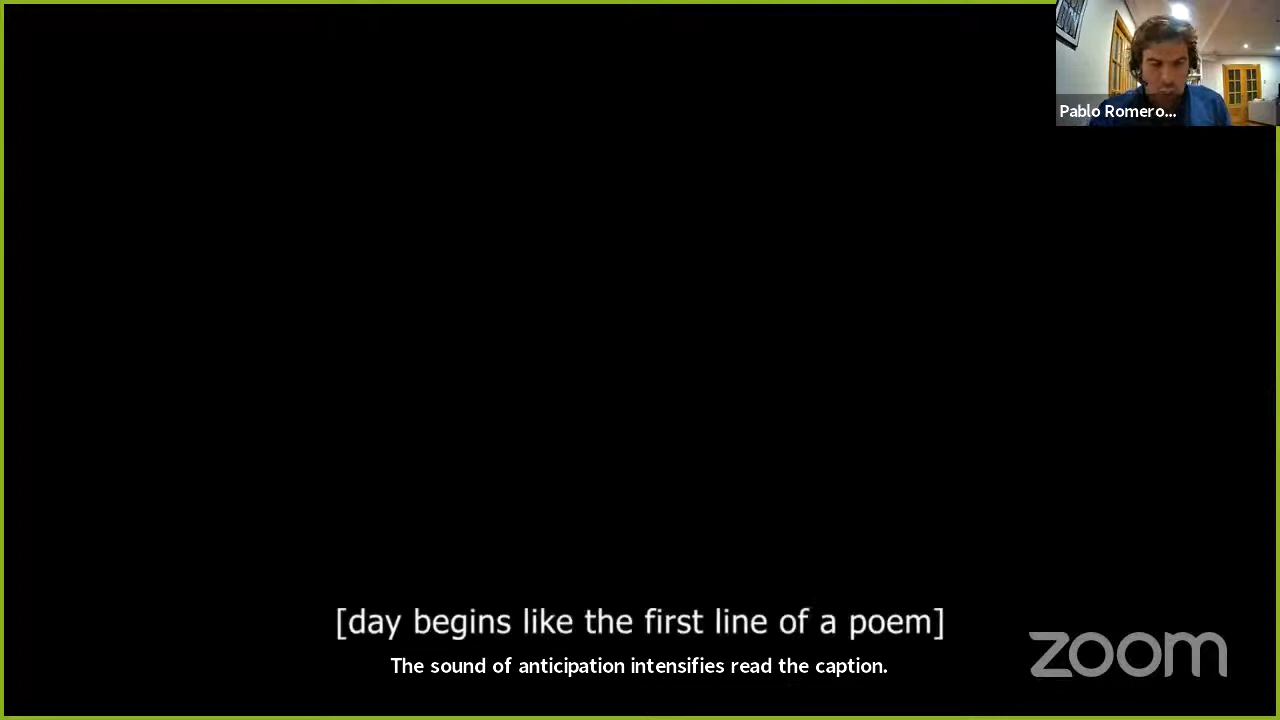 Pablo Romero...
[day begins like the first line of a poem]
The sound of anticipation intensifies read the caption.
zoom